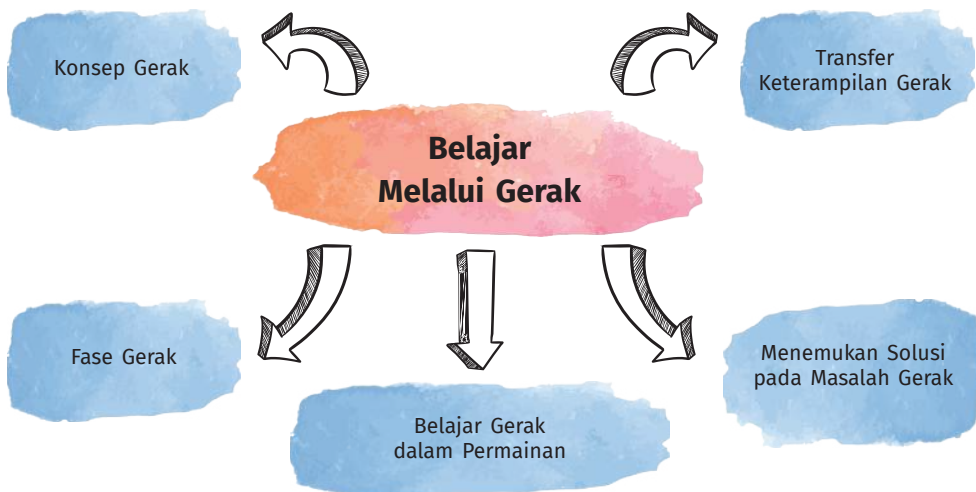 Konsep Gerak
Transfer
Keterampilan Gerak
Belajar
Melalui Gerak
Fase Gerak
Menemukan Solusi
pada Masalah Gerak
Belajar Gerak
dalam Permainan